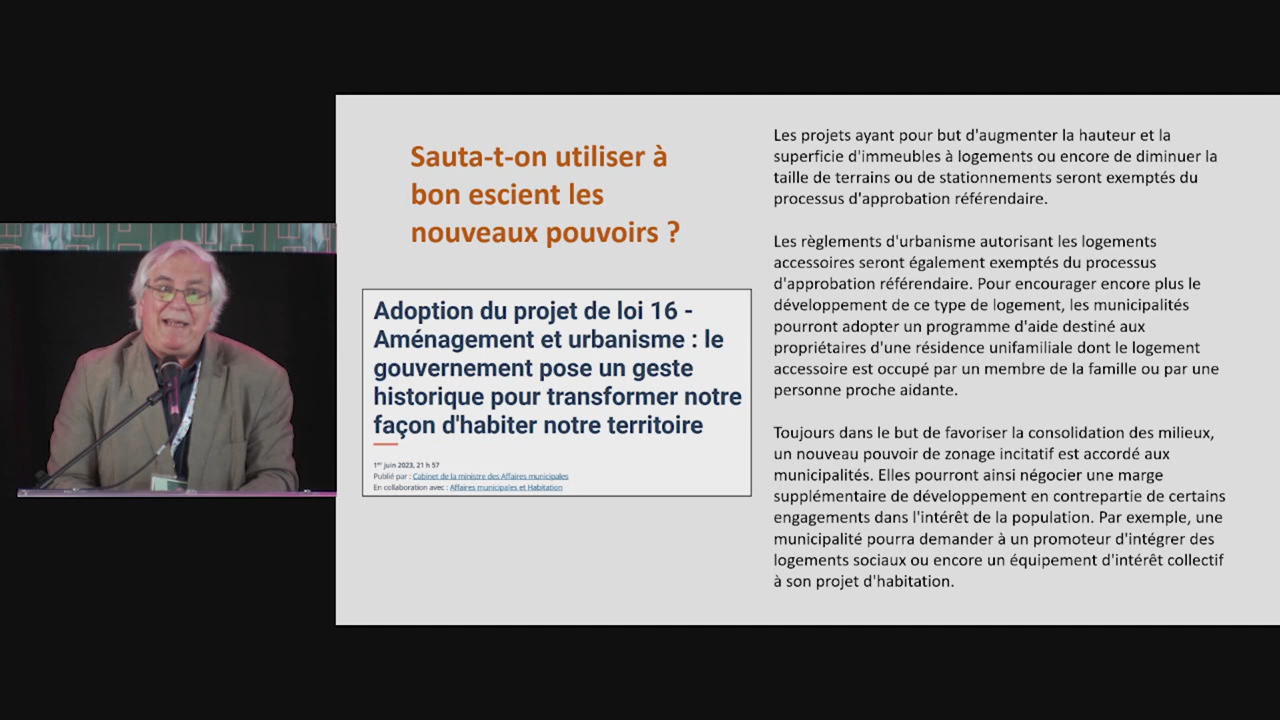 Sauta-t-on utiliser à
bon escient les
nouveaux pouvoirs ?
Adoption du projet de loi 16 -
Aménagement et urbanisme : le
gouvernement pose un geste
historique pour transformer notre
façon d'habiter notre territoire
1er juin 2023, 21 h 57
Publié par : Cabinet de la ministre des Affaires municipales
En collaboration avec : Affaires municipales et Habitation
Les projets ayant pour but d'augmenter la hauteur et la
superficie d'immeubles à logements ou encore de diminuer la
taille de terrains ou de stationnements seront exemptés du
processus d'approbation référendaire.
Les règlements d'urbanisme autorisant les logements
accessoires seront également exemptés du processus
d'approbation référendaire. Pour encourager encore plus le
développement de ce type de logement, les municipalités
pourront adopter un programme d'aide destiné aux
propriétaires d'une résidence unifamiliale dont le logement
accessoire est occupé par un membre de la famille ou par une
personne proche aidante.
Toujours dans le but de favoriser la consolidation des milieux,
un nouveau pouvoir de zonage incitatif est accordé aux
municipalités. Elles pourront ainsi négocier une marge
supplémentaire de développement en contrepartie de certains
engagements dans l'intérêt de la population. Par exemple, une
municipalité pourra demander à un promoteur d'intégrer des
logements sociaux ou encore un équipement d'intérêt collectif
à son projet d'habitation.